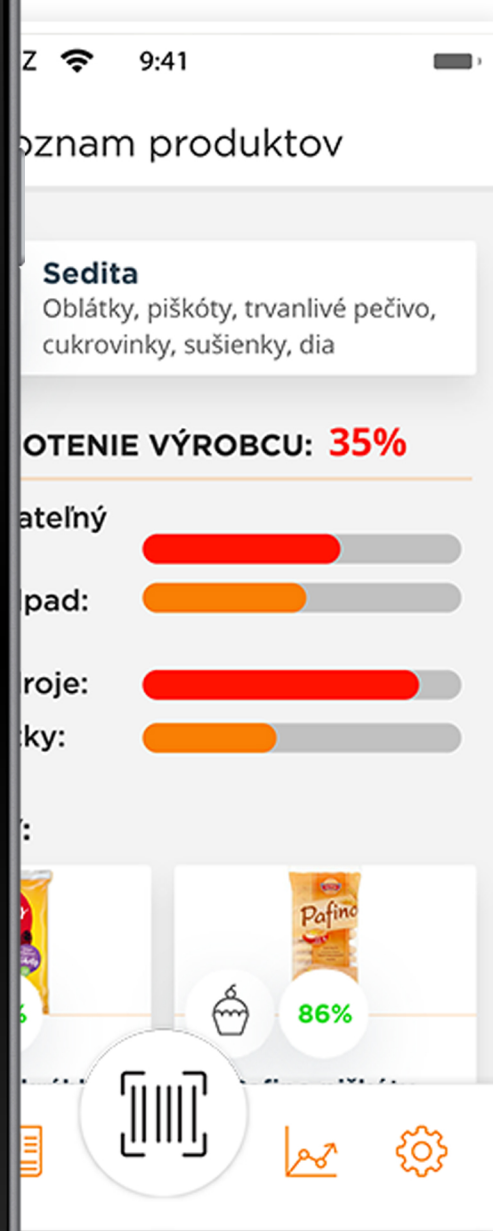 Z 9:41
oznam produktov
Sedita
Oblátky, piškóty, trvanlivé pečivo,
cukrovinky, sušienky, dia
OTENIE VÝROBCU: 35%
ateľný
pad:
roje:
ky:
Pafino
86%